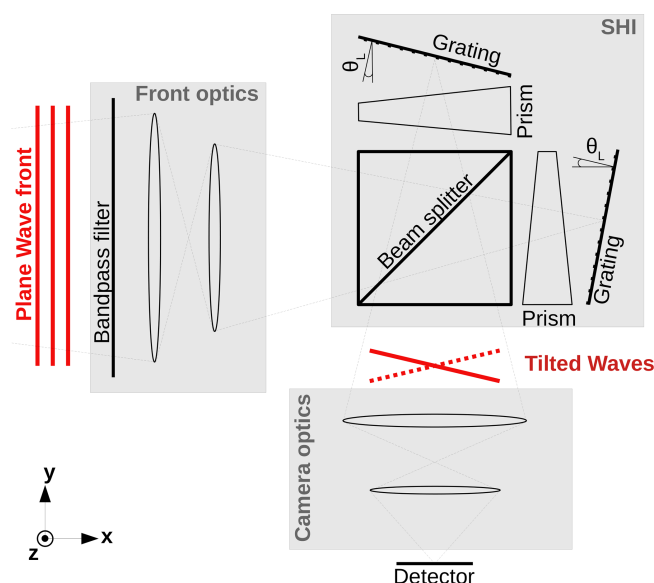 SHI
Grating
θL
Front optics
Prism
Plane Wave front
Bandpass filter
Beam splitter
θL
Grating
Prism
Tilted Waves
Camera optics
y
x
z
Detector